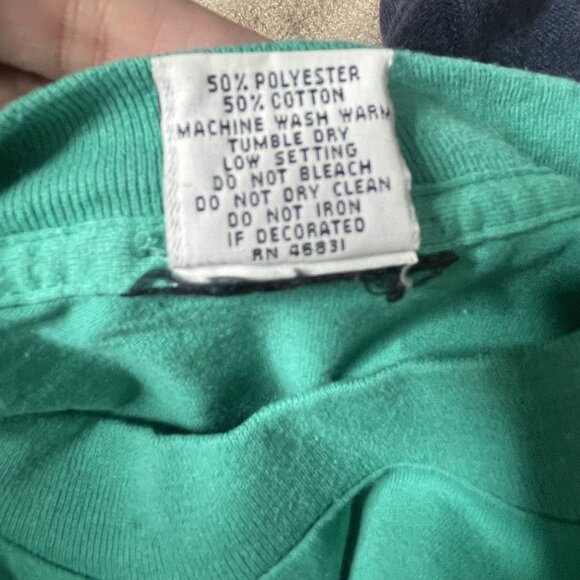 50% POLYESTER
50% COTTON
MACHINE WASH WARM
TUMBLE DRY
LOW SETTING
DO NOT BLEACH
DO NOT DRY CLEAN
DO NOT IRON
IF DECORATED
RN 46831